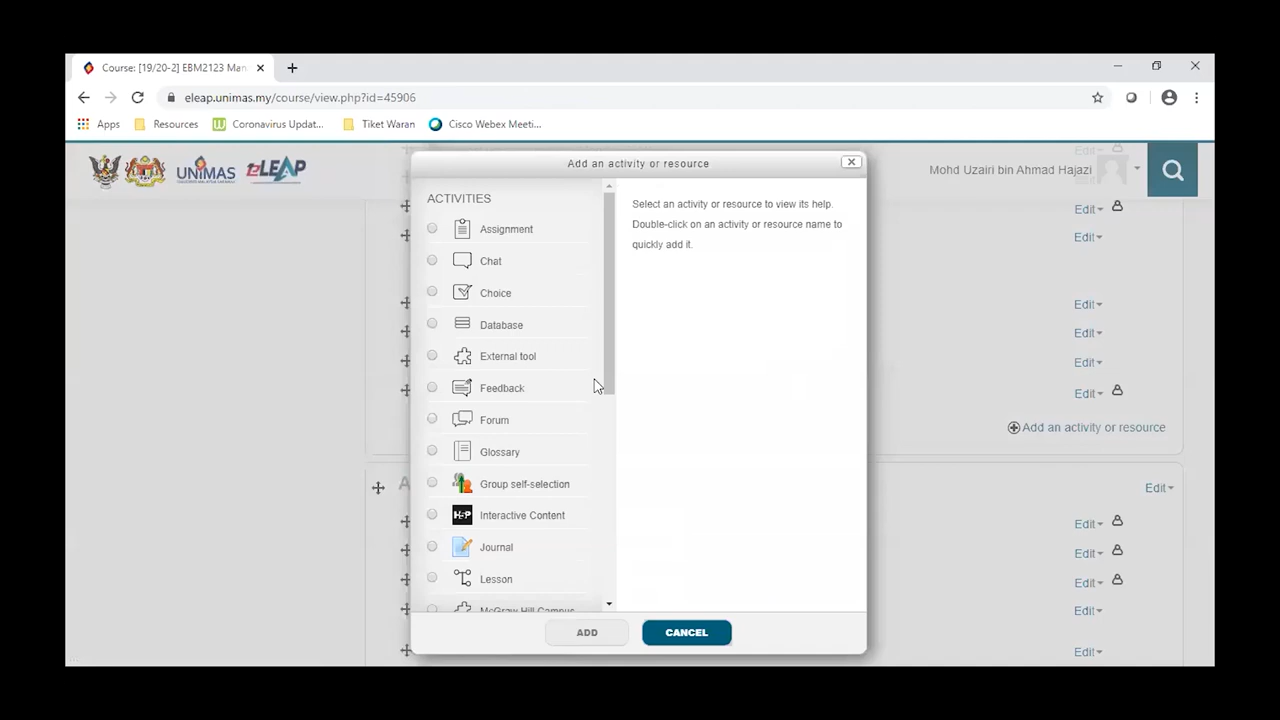 Course: [19/20-2] EBM2123 Man
eleap.unimas.my/course/view.php?id=45906
Apps
Resources
Coronavirus Updat...
Tiket Waran
Cisco Webex Meeti...
UNIMAS
eLEAP
Mohd Uzairi bin Ahmad Hajazi
Add an activity or resource
ACTIVITIES
Assignment
Chat
Choice
Database
External tool
Feedback
Forum
Glossary
Group self-selection
H-P
Interactive Content
Journal
Lesson
McGraw Hill Campus
Select an activity or resource to view its help.
Double-click on an activity or resource name to
quickly add it.
ADD
CANCEL
Edit
Edit
Edit
Edit
Edit
Edit
Edit
Add an activity or resource
A
Edit
Edit
Edit
Edit
Edit
Edit